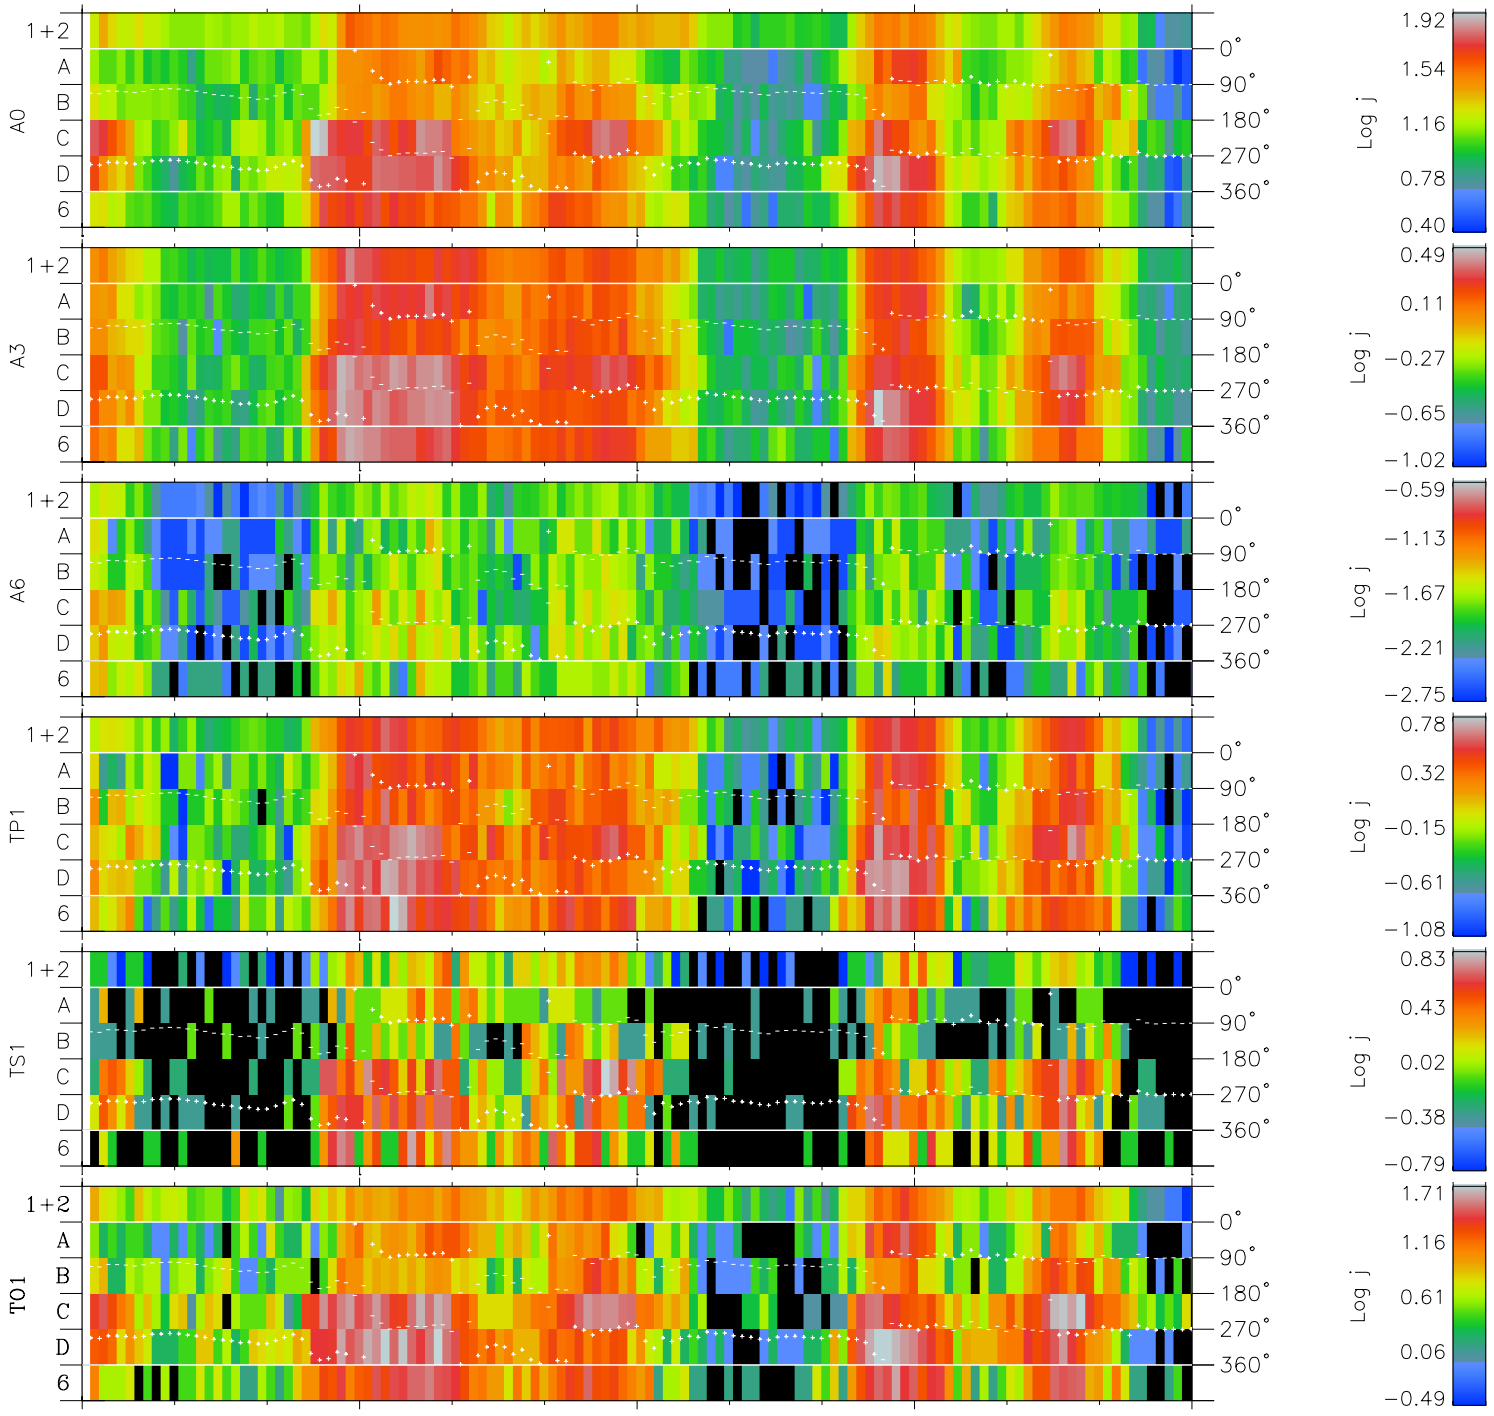 A0
1+2
A
B
C
D
6
0°
90°
180°
270°
360°
1.92
1.54
1.16
0.78
0.40
Log j
A3
1+2
A
B
C
D
6
0°
90°
180°
270°
360°
0.49
0.11
−0.27
−0.65
−1.02
Log j
A6
1+2
A
B
C
D
6
0°
90°
180°
270°
360°
−0.59
−1.13
−1.67
−2.21
−2.75
Log j
TP1
1+2
A
B
C
D
6
0°
90°
180°
270°
360°
0.78
0.32
−0.15
−0.61
−1.08
Log j
TS1
1+2
A
B
C
D
6
0°
90°
180°
270°
360°
0.83
0.43
0.02
−0.38
−0.79
Log j
TO1
1+2
A
B
C
D
6
0°
90°
180°
270°
360°
1.71
1.16
0.61
0.06
−0.49
Log j